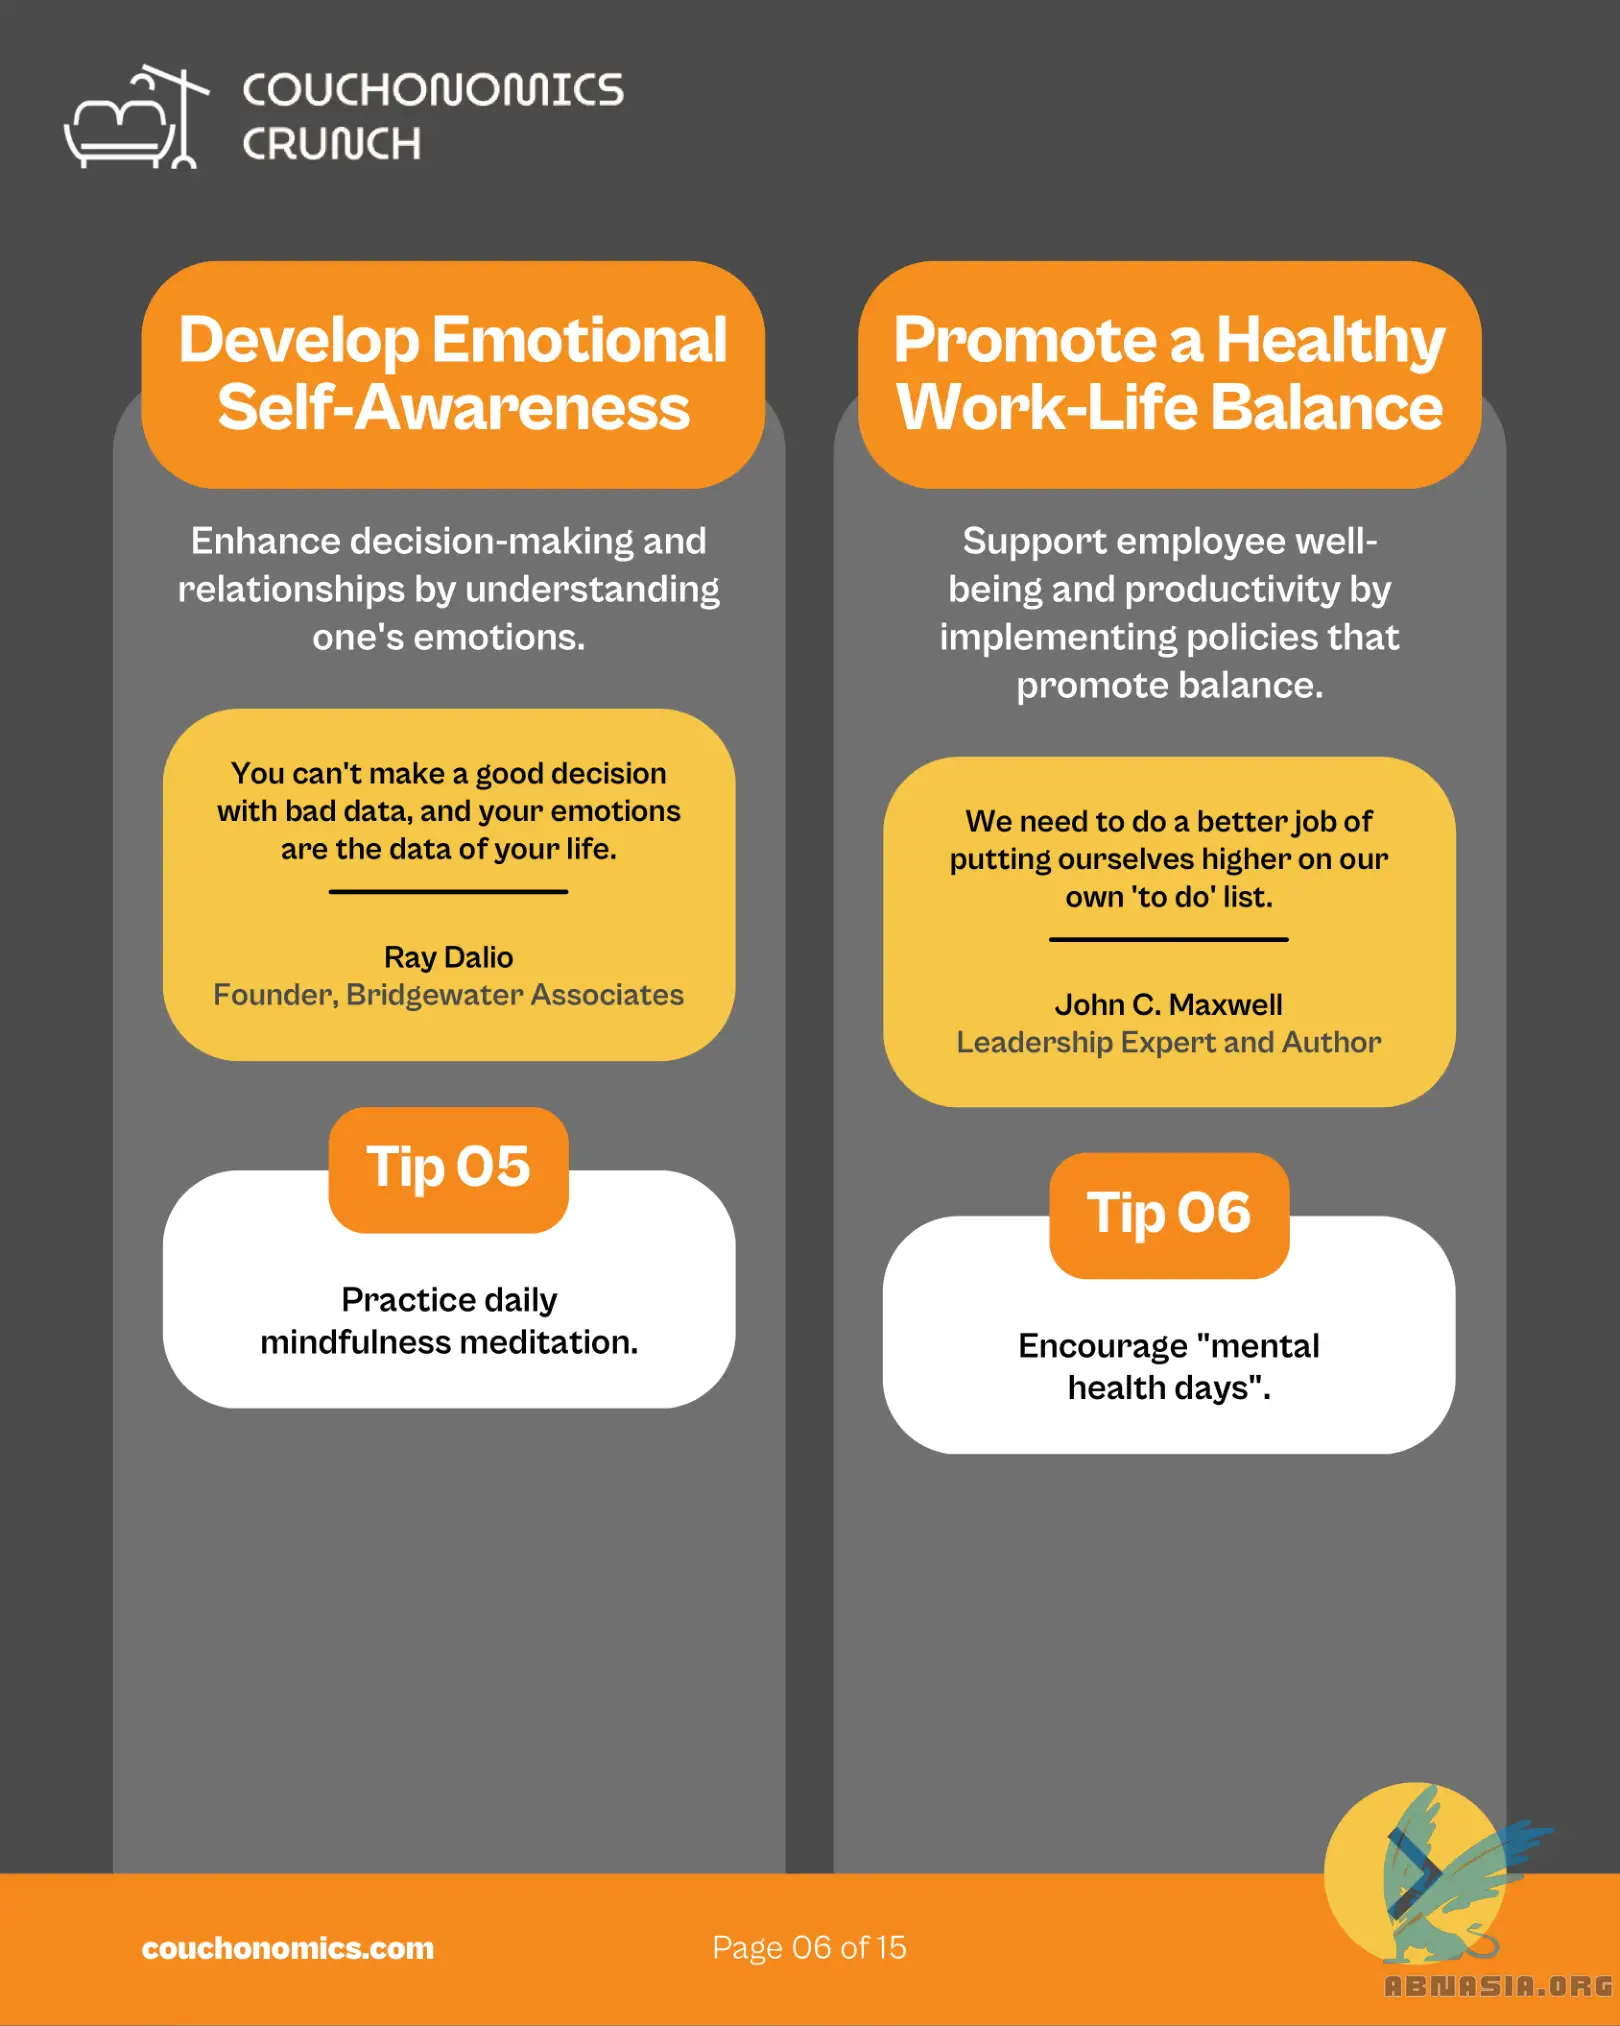 COUCHONOMICS
CRUNCH
Develop Emotional
Self-Awareness
Enhance decision-making and
relationships by understanding
one's emotions.
You can't make a good decision
with bad data, and your emotions
are the data of your life.
Ray Dalio
Founder, Bridgewater Associates
Tip 05
Practice daily
mindfulness meditation.
Promote a Healthy
Work-Life Balance
Support employee well-
being and productivity by
implementing policies that
promote balance.
We need to do a better job of
putting ourselves higher on our
own 'to do' list.
John C. Maxwell
Leadership Expert and Author
Tip 06
Encourage "mental
health days".
couchonomics.com
Page 06 of 15
ABNASIA.ORG